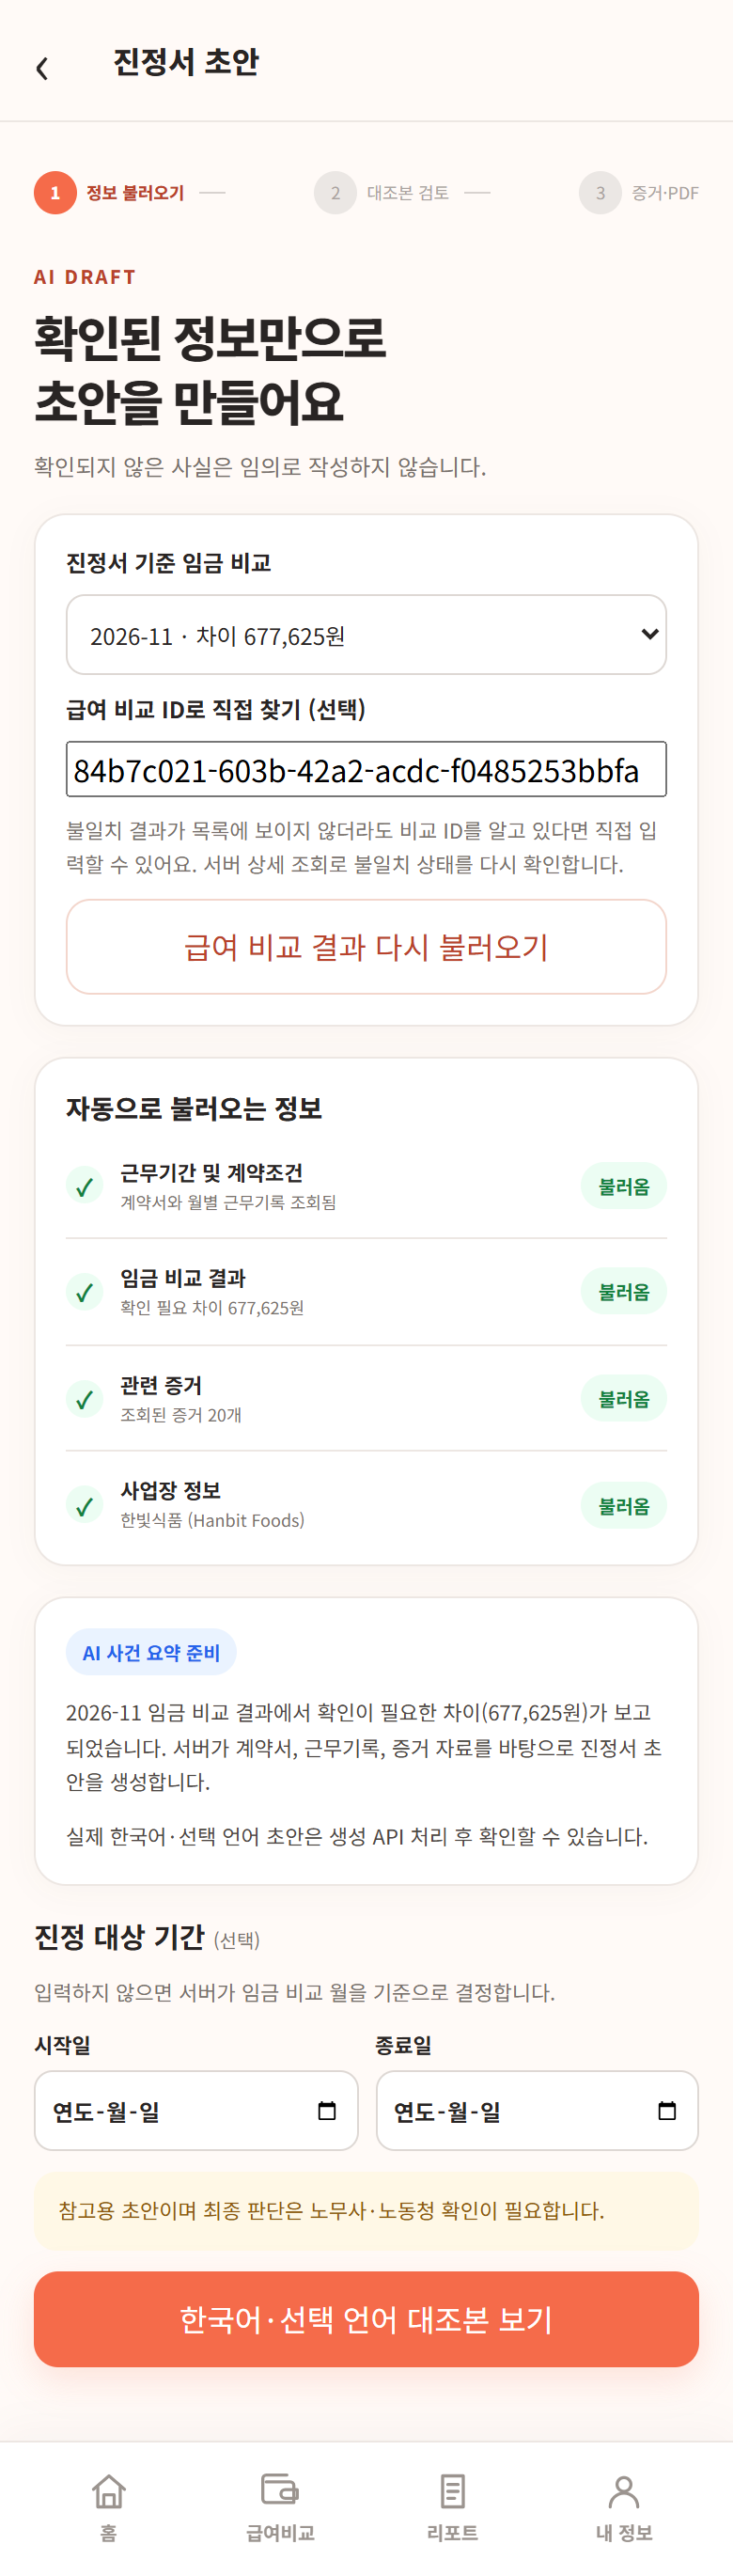 진정서 초안
1 정보 불러오기
2 대조본 검토
3 증거·PDF
AI DRAFT
확인된 정보만으로
초안을 만들어요
확인되지 않은 사실은 임의로 작성하지 않습니다.
진정서 기준 임금 비교
2026-11 · 차이 677,625원
급여 비교 ID로 직접 찾기 (선택)
84b7c021-603b-42a2-acdc-f0485253bbfa
불일치 결과가 목록에 보이지 않더라도 비교 ID를 알고 있다면 직접 입
력할 수 있어요. 서버 상세 조회로 불일치 상태를 다시 확인합니다.
급여 비교 결과 다시 불러오기
자동으로 불러오는 정보
근무기간 및 계약조건
계약서와 월별 근무기록 조회됨
불러옴
임금 비교 결과
확인 필요 차이 677,625원
불러옴
관련 증거
조회된 증거 20개
불러옴
사업장 정보
한빛식품 (Hanbit Foods)
불러옴
AI 사건 요약 준비
2026-11 임금 비교 결과에서 확인이 필요한 차이(677,625원)가 보고
되었습니다. 서버가 계약서, 근무기록, 증거 자료를 바탕으로 진정서 초
안을 생성합니다.
실제 한국어·선택 언어 초안은 생성 API 처리 후 확인할 수 있습니다.
진정 대상 기간 (선택)
입력하지 않으면 서버가 임금 비교 월을 기준으로 결정합니다.
시작일
종료일
연도-월-일
연도-월-일
참고용 초안이며 최종 판단은 노무사·노동청 확인이 필요합니다.
한국어·선택 언어 대조본 보기
홈
급여비교
리포트
내 정보